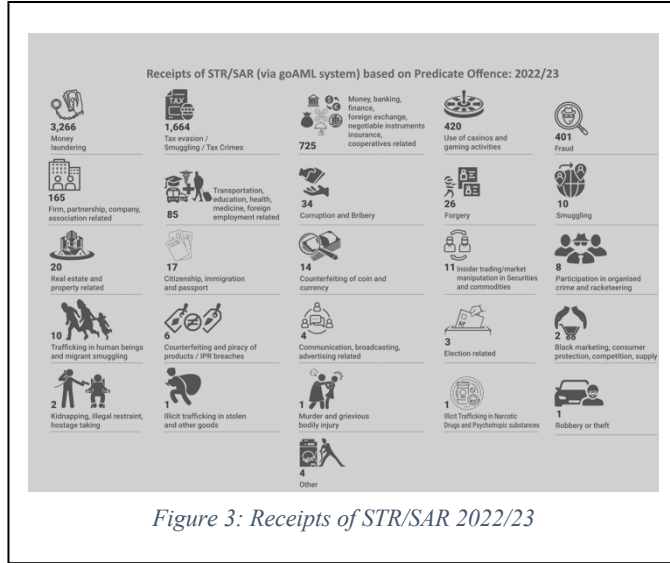 Receipts of STR/SAR (via goAML system) based on Predicate Offence: 2022/23
3,266
Money
laundering
TAX
1,664
Tax evasion /
Smuggling / Tax Crimes
725
Money, banking,
finance,
foreign exchange,
negotiable instruments
insurance,
cooperatives related
420
Use of casinos and
gaming activities
401
Fraud
165
Firm, partnership, company,
association related
85
Transportation,
education, health,
medicine, foreign
employment related
34
Corruption and Bribery
26
Forgery
10
Smuggling
20
Real estate and
property related
17
Citizenship, immigration
and passport
14
Counterfeiting of coin and
currency
11 Insider trading/market
manipulation in Securities
and commodities
8
Participation in organised
crime and racketeering
10
Trafficking in human beings
and migrant smuggling
6
Counterfeiting and piracy of
products / IPR breaches
4
Communication, broadcasting,
advertising related
3
Election related
2
Black marketing, consumer
protection, competition, supply
2
Kidnapping, illegal restraint,
hostage taking
1
Illicit trafficking in stolen
and other goods
1
Murder and grievious
bodily injury
1
Illicit Trafficking in Narcotic
Drugs and Psychotropic substances
1
Robbery or theft
4
Other
Figure 3: Receipts of STR/SAR 2022/23